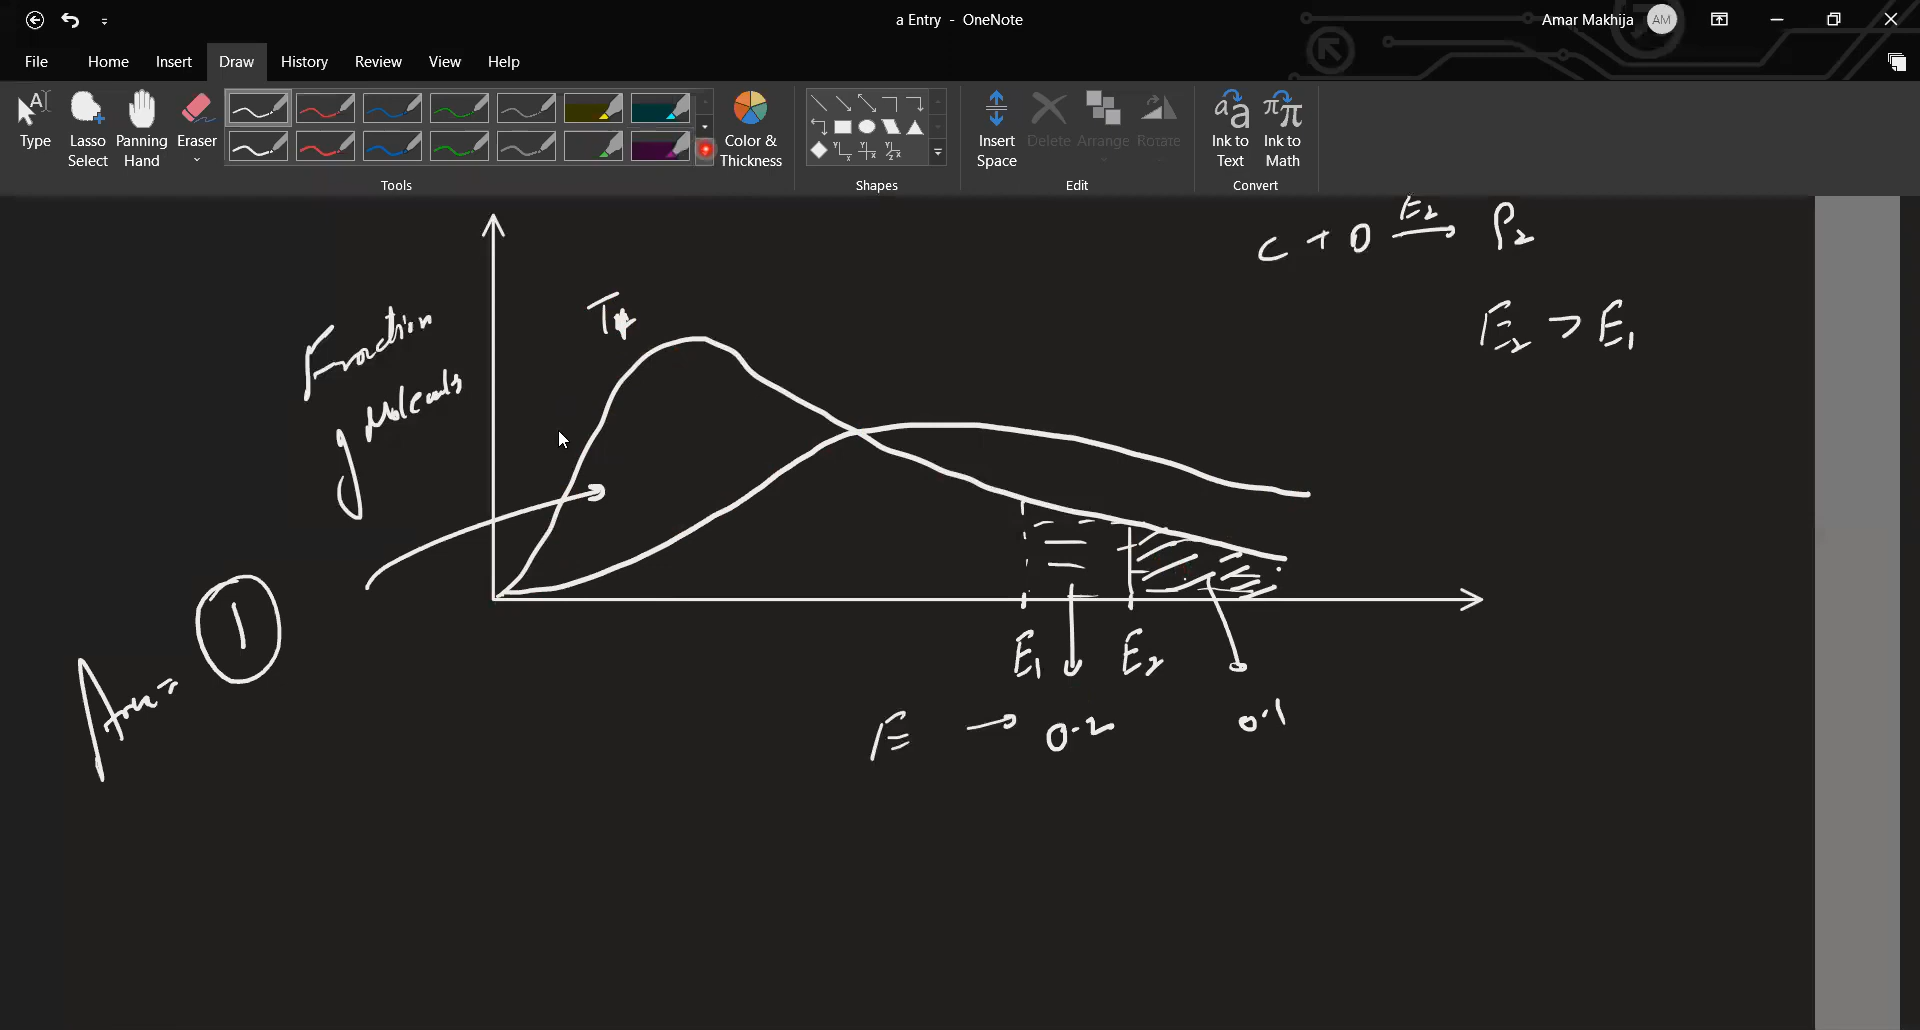 a Entry - OneNote
Amar Makhija AM
File Home Insert Draw History Review View Help
Type
Lasso Select
Panning Hand
Eraser
Color & Thickness
Insert Space
Delete
Arrange
Rotate
Ink to Text
Ink to Math
Tools
Shapes
Edit
Convert
C + D E2 → P2
E2 > E1
Fraction
Area =
1
E1
E2
E → 0.2
0.1